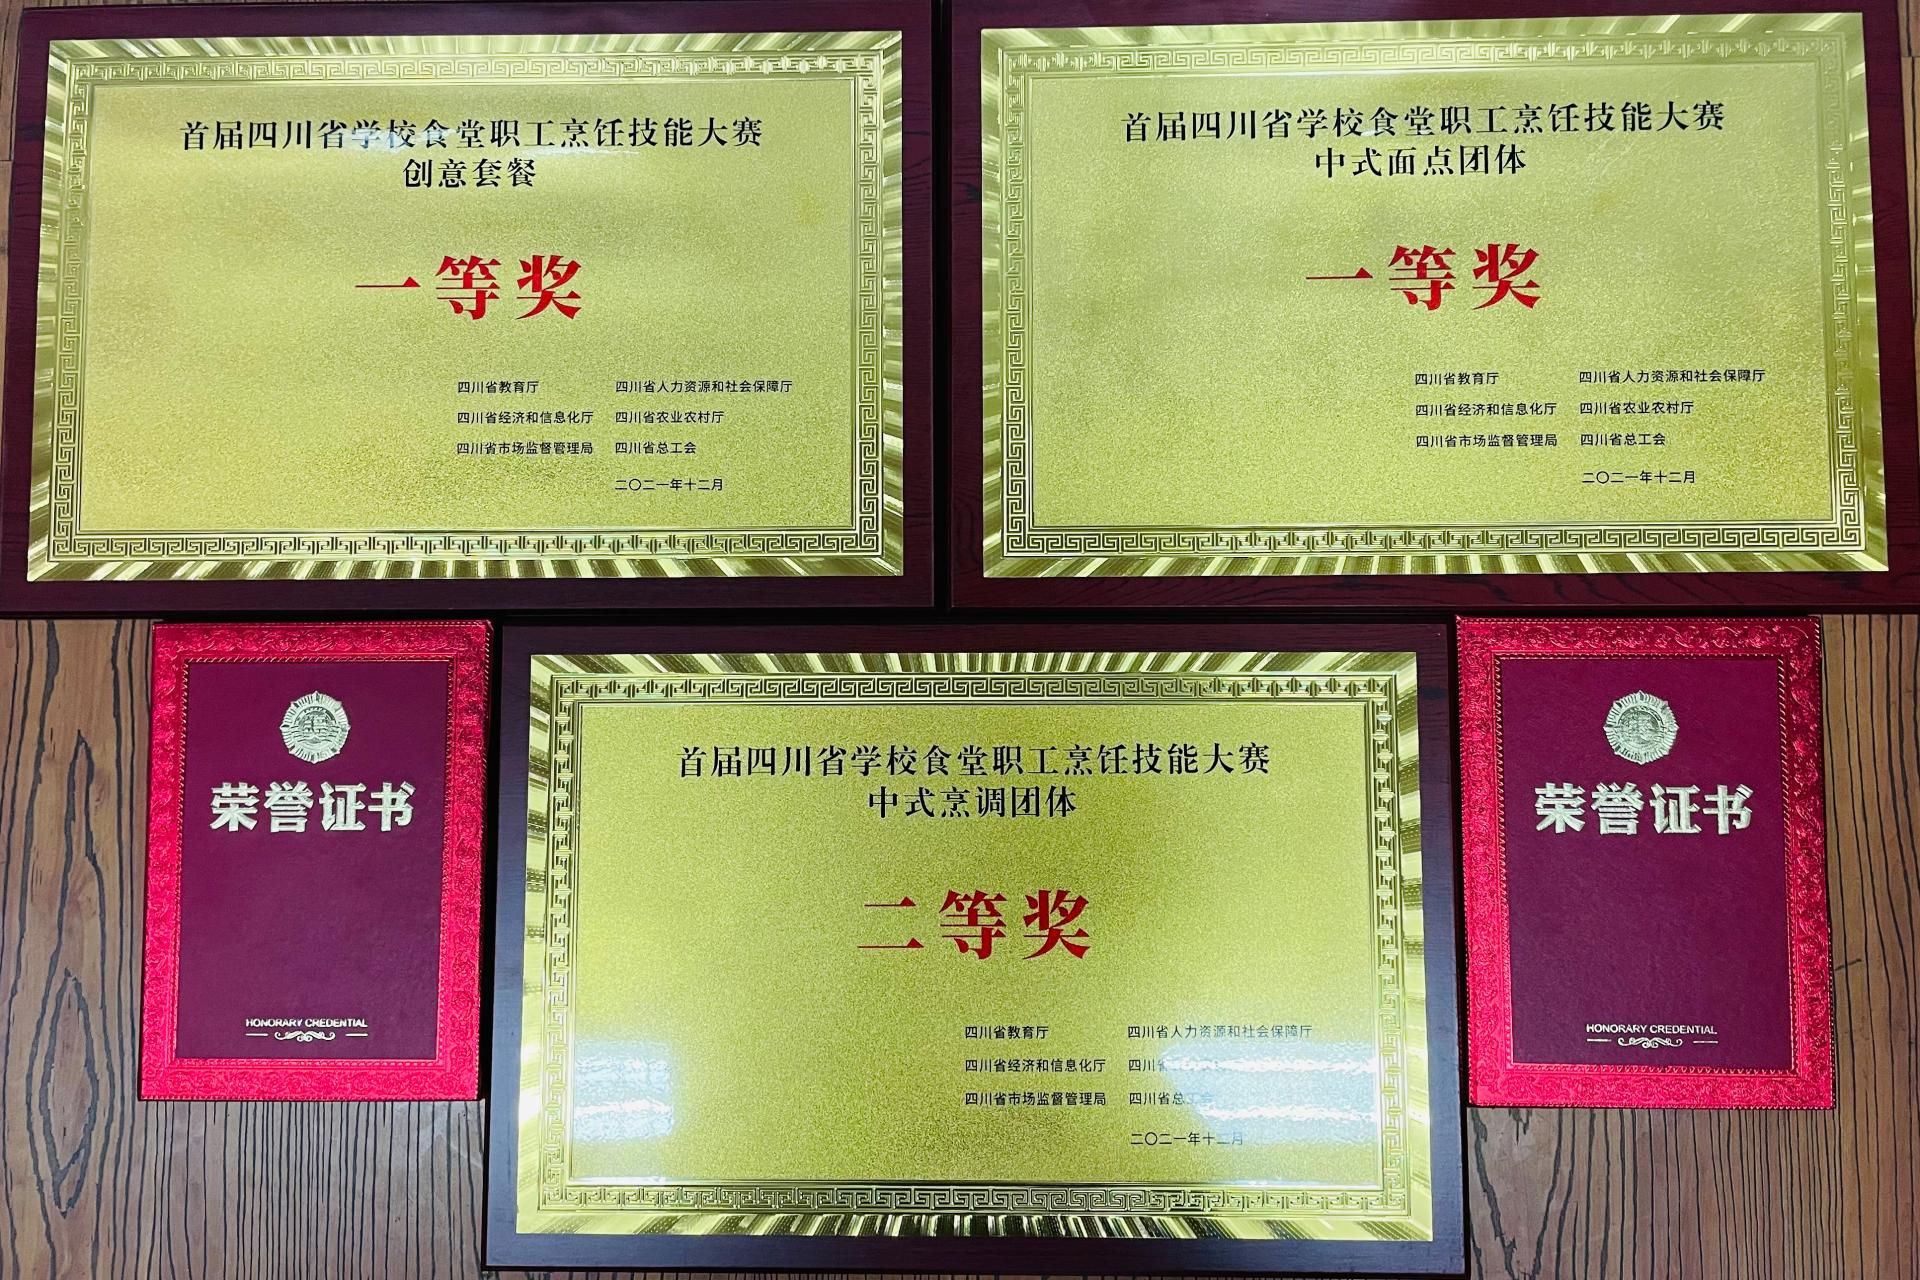 首届四川省学校食堂职工烹饪技能大赛
创意套餐
一等奖
四川省教育厅 四川省人力资源和社会保障厅
四川省经济和信息化厅 四川省农业农村厅
四川省市场监督管理局 四川省总工会
二〇二一年十二月
首届四川省学校食堂职工烹饪技能大赛
中式面点团体
一等奖
四川省教育厅 四川省人力资源和社会保障厅
四川省经济和信息化厅 四川省农业农村厅
四川省市场监督管理局 四川省总工会
二〇二一年十二月
荣誉证书
HONORARY CREDENTIAL
首届四川省学校食堂职工烹饪技能大赛
中式烹调团体
二等奖
四川省教育厅 四川省人力资源和社会保障厅
四川省经济和信息化厅 四川省
四川省市场监督管理局 四川省总工会
二〇二一年十二月
荣誉证书
HONORARY CREDENTIAL